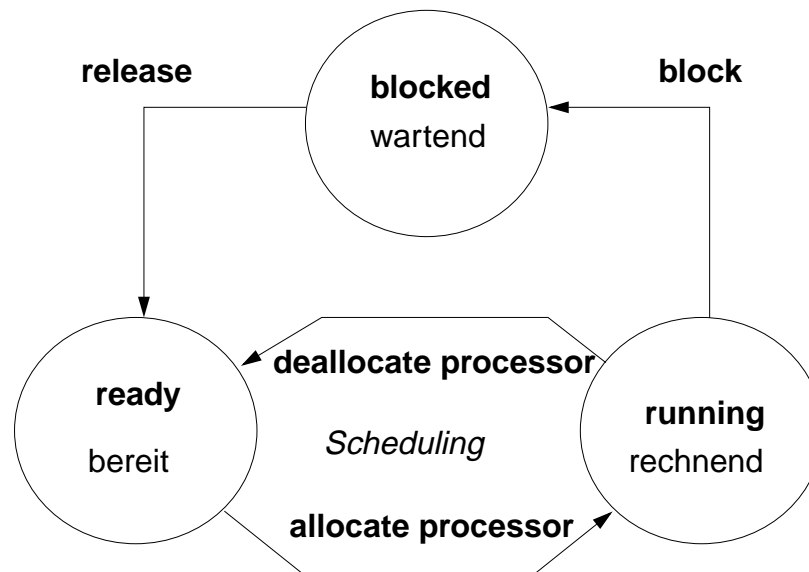 release
blocked
block
wartend
deallocate processor
ready
running
Scheduling
bereit
rechnend
allocate processor